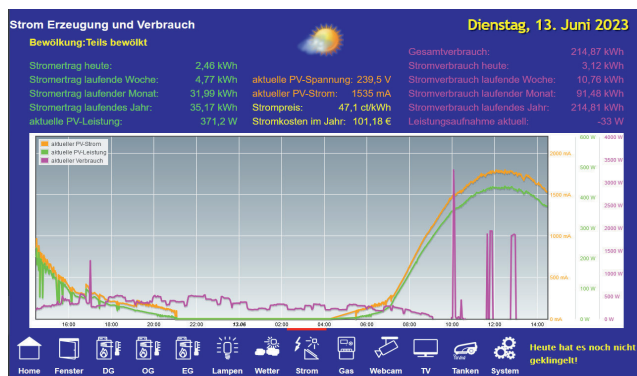 Strom Erzeugung und Verbrauch
Dienstag, 13. Juni 2023
Bewölkung:Teils bewölkt
Gesamtverbrauch: 214,87 kWh
Stromertrag heute: 2,46 kWh
Stromverbrauch heute: 3,12 kWh
Stromertrag laufende Woche: 4,77 kWh
aktuelle PV-Spannung: 239,5 V
Stromverbrauch laufende Woche: 10,76 kWh
Stromertrag laufender Monat: 31,99 kWh
aktueller PV-Strom: 1535 mA
Stromverbrauch laufender Monat: 91,48 kWh
Stromertrag laufendes Jahr: 35,17 kWh
Strompreis: 47,1 ct/kWh
Stromverbrauch laufendes Jahr: 214,81 kWh
aktuelle PV-Leistung: 371,2 W
Stromkosten im Jahr: 101,18 €
Leistungsaufnahme aktuell: -33 W
aktueller PV-Strom
aktuelle PV-Leistung
aktueller Verbrauch
600 W 4000 W
2000 mA 3500 W
500 W
3000 W
400 W
2500 W
1500 mA
300 W 2000 W
1000 mA 1500 W
200 W
1000 W
500 mA
100 W
500 W
0 mA 0 W 0 W
16:00 18:00 20:00 22:00 13.06 02:00 04:00 06:00 08:00 10:00 12:00 14:00
Heute hat es noch nicht
geklingelt!
Home Fenster DG OG EG Lampen Wetter Strom Gas Webcam TV Tanken System